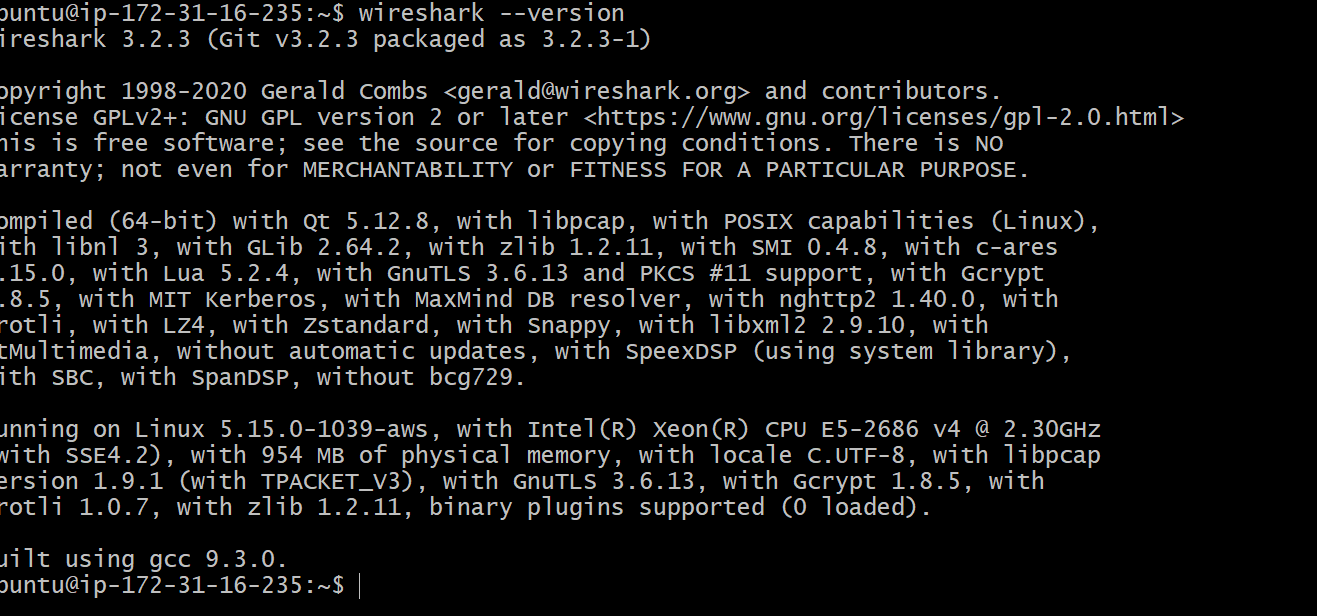 buntu@ip-172-31-16-235:~$ wireshark --version
ireshark 3.2.3 (Git v3.2.3 packaged as 3.2.3-1)
opyright 1998-2020 Gerald Combs <gerald@wireshark.org> and contributors.
icense GPLv2+: GNU GPL version 2 or later <https://www.gnu.org/licenses/gpl-2.0.html>
his is free software; see the source for copying conditions. There is NO
arranty; not even for MERCHANTABILITY or FITNESS FOR A PARTICULAR PURPOSE.
ompiled (64-bit) with Qt 5.12.8, with libpcap, with POSIX capabilities (Linux),
ith libnl 3, with GLib 2.64.2, with zlib 1.2.11, with SMI 0.4.8, with c-ares
.15.0, with Lua 5.2.4, with GnuTLS 3.6.13 and PKCS #11 support, with Gcrypt
.8.5, with MIT Kerberos, with MaxMind DB resolver, with nghttp2 1.40.0, with
rotli, with LZ4, with Zstandard, with Snappy, with libxml2 2.9.10, with
tMultimedia, without automatic updates, with SpeexDSP (using system library),
ith SBC, with SpanDSP, without bcg729.
unning on Linux 5.15.0-1039-aws, with Intel(R) Xeon(R) CPU E5-2686 v4 @ 2.30GHz
with SSE4.2), with 954 MB of physical memory, with locale C.UTF-8, with libpcap
ersion 1.9.1 (with TPACKET_V3), with GnuTLS 3.6.13, with Gcrypt 1.8.5, with
rotli 1.0.7, with zlib 1.2.11, binary plugins supported (0 loaded).
uilt using gcc 9.3.0.
buntu@ip-172-31-16-235:~$